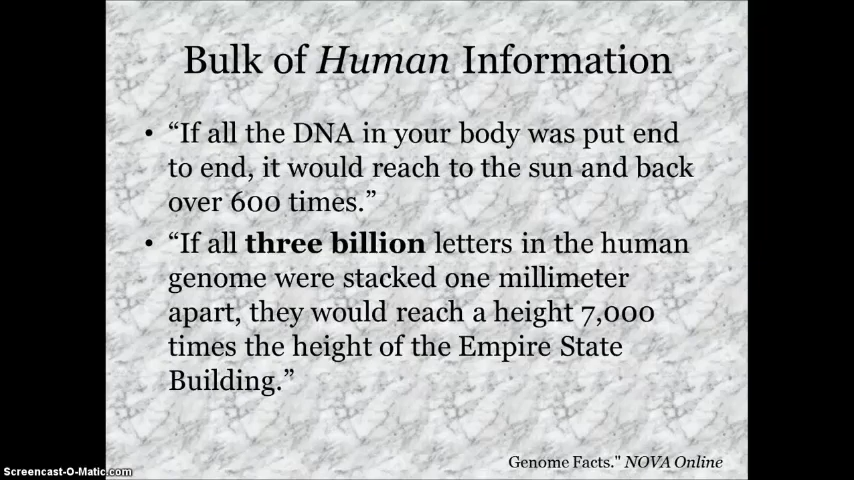 Bulk of Human Information
• “If all the DNA in your body was put end
to end, it would reach to the sun and back
over 600 times.”
• “If all three billion letters in the human
genome were stacked one millimeter
apart, they would reach a height 7,000
times the height of the Empire State
Building.”
Genome Facts." NOVA Online
Screencast-O-Matic.com